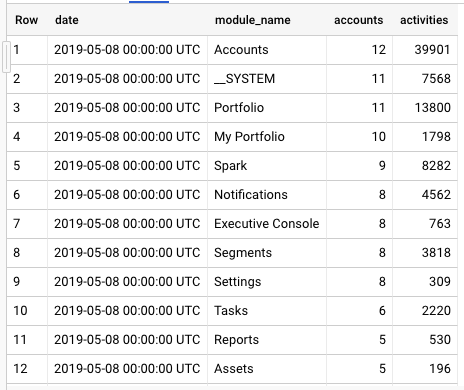 Row date module_name accounts activities
1 2019-05-08 00:00:00 UTC Accounts 12 39901
2 2019-05-08 00:00:00 UTC __SYSTEM 11 7568
3 2019-05-08 00:00:00 UTC Portfolio 11 13800
4 2019-05-08 00:00:00 UTC My Portfolio 10 1798
5 2019-05-08 00:00:00 UTC Spark 9 8282
6 2019-05-08 00:00:00 UTC Notifications 8 4562
7 2019-05-08 00:00:00 UTC Executive Console 8 763
8 2019-05-08 00:00:00 UTC Segments 8 3818
9 2019-05-08 00:00:00 UTC Settings 8 309
10 2019-05-08 00:00:00 UTC Tasks 6 2220
11 2019-05-08 00:00:00 UTC Reports 5 530
12 2019-05-08 00:00:00 UTC Assets 5 196